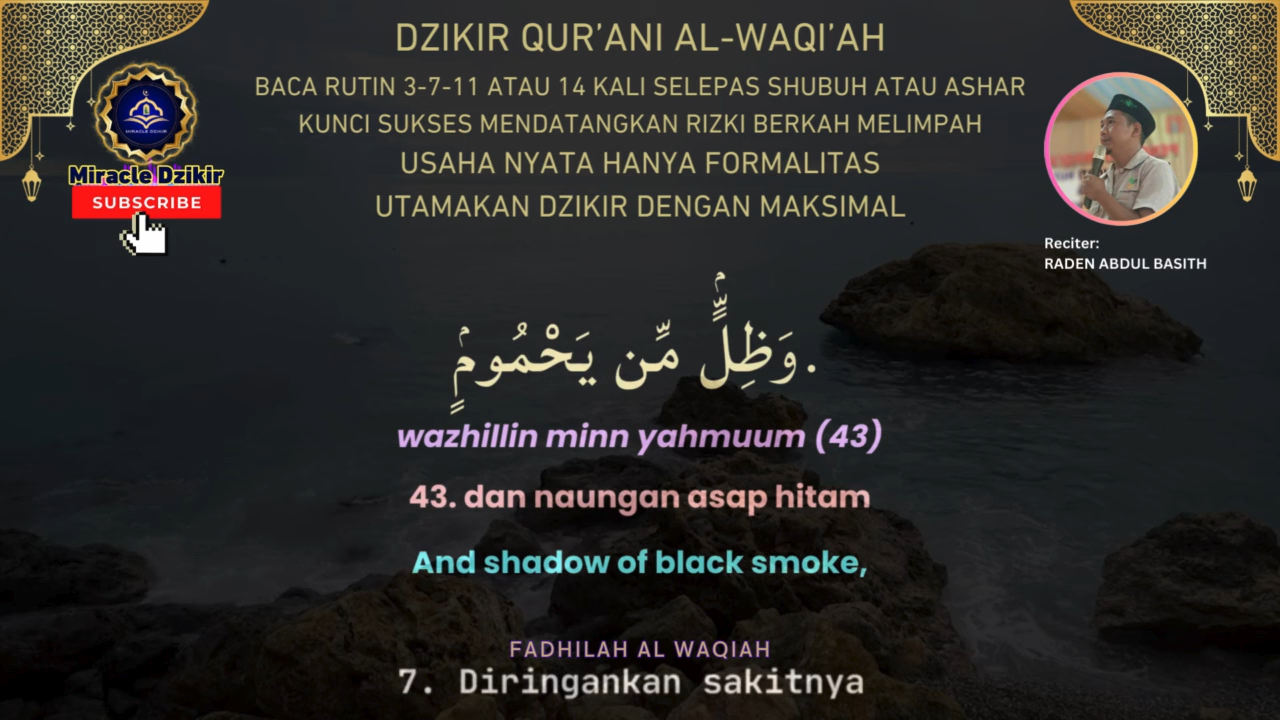 DZIKIR QUR'ANI AL-WAQI'AH
BACA RUTIN 3-7-11 ATAU 14 KALI SELEPAS SHUBUH ATAU ASHAR
KUNCI SUKSES MENDATANGKAN RIZKI BERKAH MELIMPAH
USAHA NYATA HANYA FORMALITAS
UTAMAKAN DZIKIR DENGAN MAKSIMAL
MIRACLE DZIKIR
Miracle Dzikir
SUBSCRIBE
Reciter:
RADEN ABDUL BASITH
.وَظِلٍّۢ مِّن يَحْمُومٍۢ
wazhillin minn yahmuum (43)
43. dan naungan asap hitam
And shadow of black smoke,
FADHILAH AL WAQIAH
7. Diringankan sakitnya